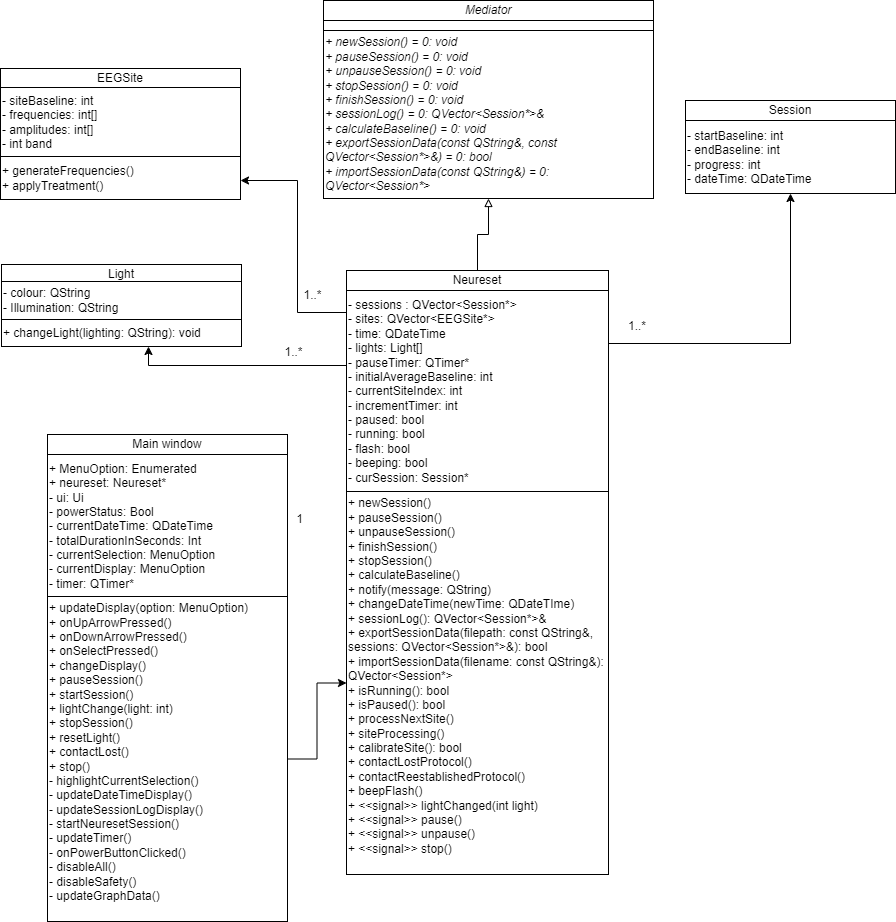 Mediator
+ newSession() = 0: void
+ pauseSession() = 0: void
+ unpauseSession() = 0: void
+ stopSession() = 0: void
+ finishSession() = 0: void
+ sessionLog() = 0: QVector<Session*>&
+ calculateBaseline() = 0: void
+ exportSessionData(const QString&, const
QVector<Session*>&) = 0: bool
+ importSessionData(const QString&) = 0:
QVector<Session*>
EEGSite
- siteBaseline: int
- frequencies: int[]
- amplitudes: int[]
- int band
+ generateFrequencies()
+ applyTreatment()
Session
- startBaseline: int
- endBaseline: int
- progress: int
- dateTime: QDateTime
Light
- colour: QString
- Illumination: QString
+ changeLight(lighting: QString): void
1..*
1..*
1..*
Neureset
- sessions : QVector<Session*>
- sites: QVector<EEGSite*>
- time: QDateTime
- lights: Light[]
- pauseTimer: QTimer*
- initialAverageBaseline: int
- currentSiteIndex: int
- incrementTimer: int
- paused: bool
- running: bool
- flash: bool
- beeping: bool
- curSession: Session*
+ newSession()
+ pauseSession()
+ unpauseSession()
+ finishSession()
+ stopSession()
+ calculateBaseline()
+ notify(message: QString)
+ changeDateTime(newTime: QDateTIme)
+ sessionLog(): QVector<Session*>&
+ exportSessionData(filepath: const QString&,
sessions: QVector<Session*>&): bool
+ importSessionData(filename: const QString&):
QVector<Session*>
+ isRunning(): bool
+ isPaused(): bool
+ processNextSite()
+ siteProcessing()
+ calibrateSite(): bool
+ contactLostProtocol()
+ contactReestablishedProtocol()
+ beepFlash()
+ <<signal>> lightChanged(int light)
+ <<signal>> pause()
+ <<signal>> unpause()
+ <<signal>> stop()
Main window
+ MenuOption: Enumerated
+ neureset: Neureset*
- ui: Ui
- powerStatus: Bool
- currentDateTime: QDateTime
- totalDurationInSeconds: Int
- currentSelection: MenuOption
- currentDisplay: MenuOption
- timer: QTimer*
+ updateDisplay(option: MenuOption)
+ onUpArrowPressed()
+ onDownArrowPressed()
+ onSelectPressed()
+ changeDisplay()
+ pauseSession()
+ startSession()
+ lightChange(light: int)
+ stopSession()
+ resetLight()
+ contactLost()
+ stop()
- highlightCurrentSelection()
- updateDateTimeDisplay()
- updateSessionLogDisplay()
- startNeuresetSession()
- updateTimer()
- onPowerButtonClicked()
- disableAll()
- disableSafety()
- updateGraphData()
1